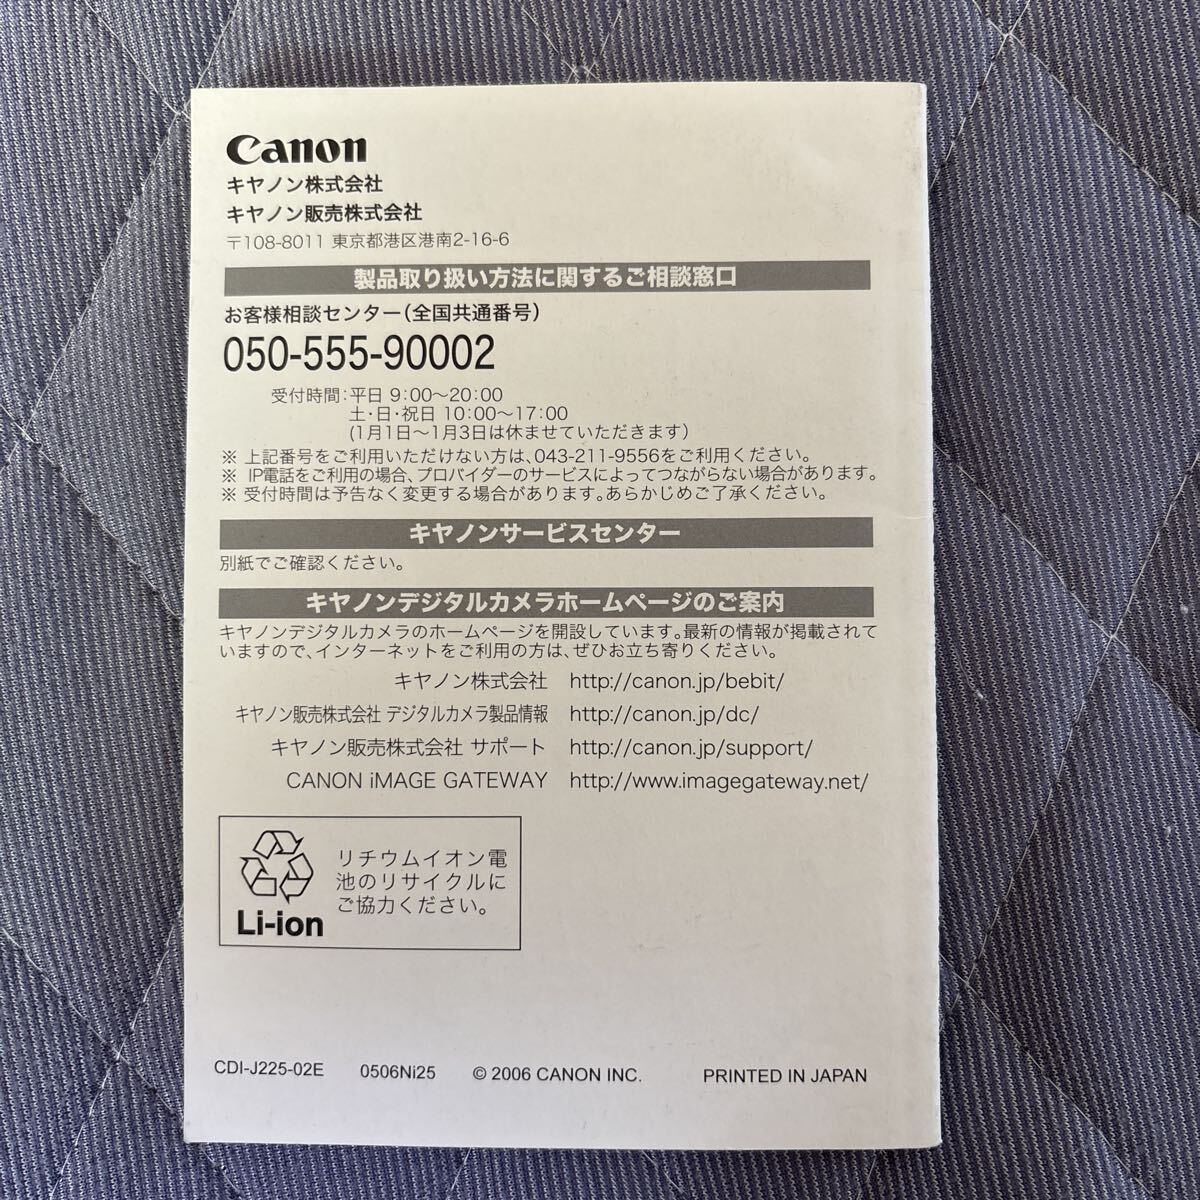 Canon
キヤノン株式会社
キヤノン販売株式会社
〒108-8011 東京都港区港南2-16-6
製品取り扱い方法に関するご相談窓口
お客様相談センター(全国共通番号)
050-555-90002
受付時間:平日 9:00〜20:00
土・日・祝日 10:00〜17:00
(1月1日〜1月3日は休ませていただきます)
※ 上記番号をご利用いただけない方は、043-211-9556をご利用ください。
※ IP電話をご利用の場合、プロバイダーのサービスによってつながらない場合があります。
※ 受付時間は予告なく変更する場合があります。あらかじめご了承ください。
キヤノンサービスセンター
別紙でご確認ください。
キヤノンデジタルカメラホームページのご案内
キヤノンデジタルカメラのホームページを開設しています。最新の情報が掲載されて
いますので、インターネットをご利用の方は、ぜひお立ち寄りください。
キヤノン株式会社 http://canon.jp/bebit/
キヤノン販売株式会社 デジタルカメラ製品情報 http://canon.jp/dc/
キヤノン販売株式会社 サポート http://canon.jp/support/
CANON iMAGE GATEWAY http://www.imagegateway.net/
リチウムイオン電
池のリサイクルに
ご協力ください。
Li-ion
CDI-J225-02E 0506Ni25 © 2006 CANON INC. PRINTED IN JAPAN